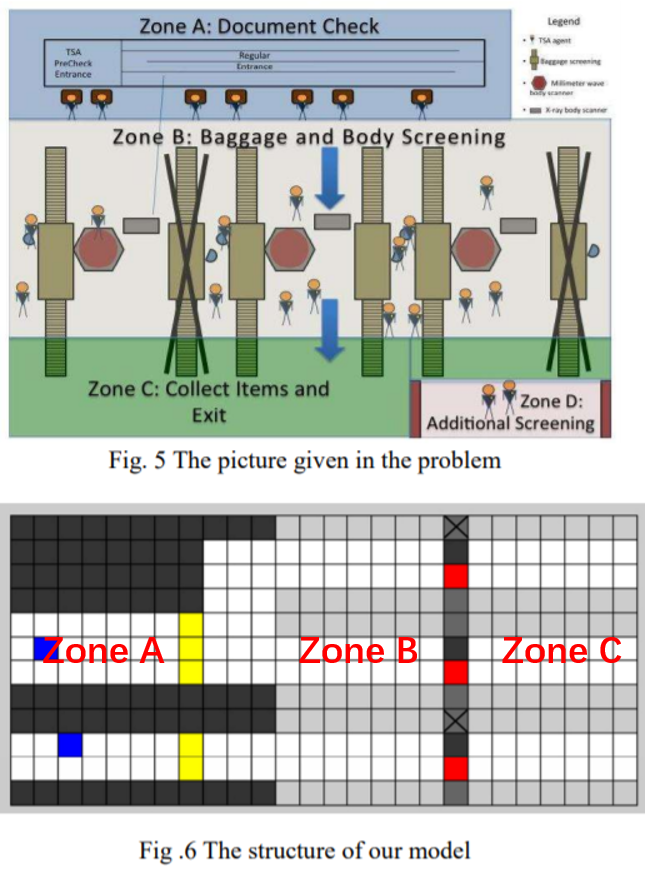 Zone A: Document Check
TSA
PreCheck
Entrance
Regular
Entrance
Legend
TSA agent
Baggage screening
Millimeter wave
body scanner
X-ray body scanner
Zone B: Baggage and Body Screening
Zone C: Collect Items and
Exit
Zone D:
Additional Screening
Fig. 5 The picture given in the problem
Zone A
Zone B
Zone C
Fig .6 The structure of our model